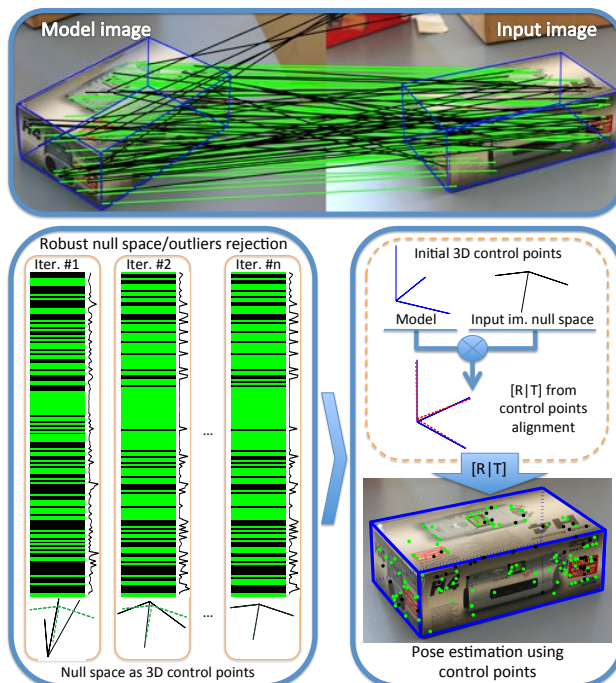 Model image
Input image
Robust null space/outliers rejection
Iter. #1
Iter. #2
Iter. #n
...
...
Null space as 3D control points
Initial 3D control points
Model
Input im. null space
[R|T] from
control points
alignment
[R|T]
Pose estimation using
control points